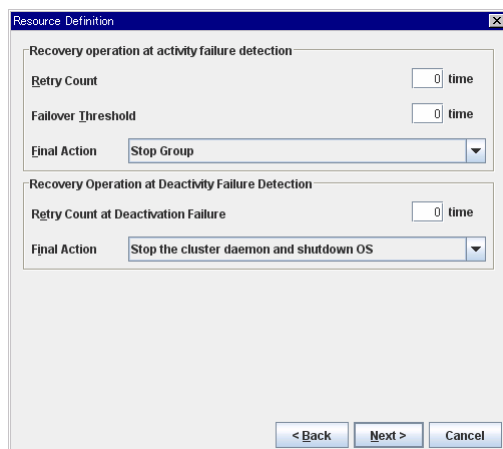 Resource Definition
Recovery operation at activity failure detection
Retry Count 0 time
Failover Threshold 0 time
Final Action Stop Group
Recovery Operation at Deactivity Failure Detection
Retry Count at Deactivation Failure 0 time
Final Action Stop the cluster daemon and shutdown OS
< Back Next > Cancel